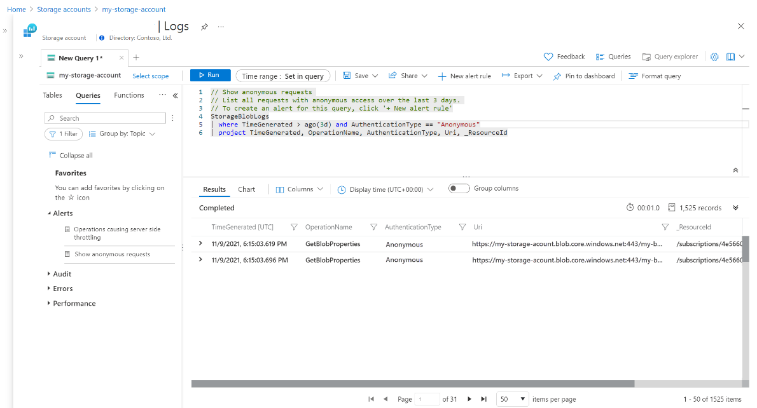 Home > Storage accounts > my-storage-account
| Logs
Storage account
Directory: Contoso, Ltd.
New Query 1*
my-storage-account
Select scope
Feedback
Queries
Query explorer
Run
Time range : Set in query
Save
Share
New alert rule
Export
Pin to dashboard
Format query
Tables
Queries
Functions
Search
1 Filter
Group by: Topic
Collapse all
Favorites
You can add favorites by clicking on
the ☆ icon
Alerts
Operations causing server side
throttling
Show anonymous requests
Audit
Errors
Performance
1 // Show anonymous requests
2 // List all requests with anonymous access over the last 3 days.
3 // To create an alert for this query, click '+ New alert rule'
4 StorageBlobLogs
5 | where TimeGenerated > ago(3d) and AuthenticationType == "Anonymous"
6 | project TimeGenerated, OperationName, AuthenticationType, Uri, _ResourceId
Results
Chart
Columns
Display time (UTC+00:00)
Group columns
Completed
00:01.0
1,525 records
TimeGenerated [UTC] OperationName AuthenticationType Uri _ResourceId
11/9/2021, 6:15:03.619 PM GetBlobProperties Anonymous https://my-storage-acount.blob.core.windows.net:443/my-b... /subscriptions/4e5660
11/9/2021, 6:15:03.696 PM GetBlobProperties Anonymous https://my-storage-acount.blob.core.windows.net:443/my-b... /subscriptions/4e5660
Page 1 of 31
50 items per page
1 - 50 of 1525 items